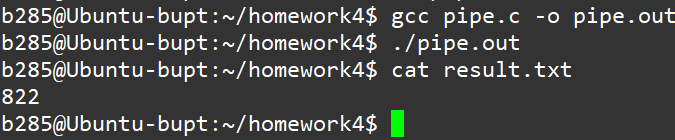 b285@Ubuntu-bupt:~/homework4$ gcc pipe.c -o pipe.out
b285@Ubuntu-bupt:~/homework4$ ./pipe.out
b285@Ubuntu-bupt:~/homework4$ cat result.txt
822
b285@Ubuntu-bupt:~/homework4$